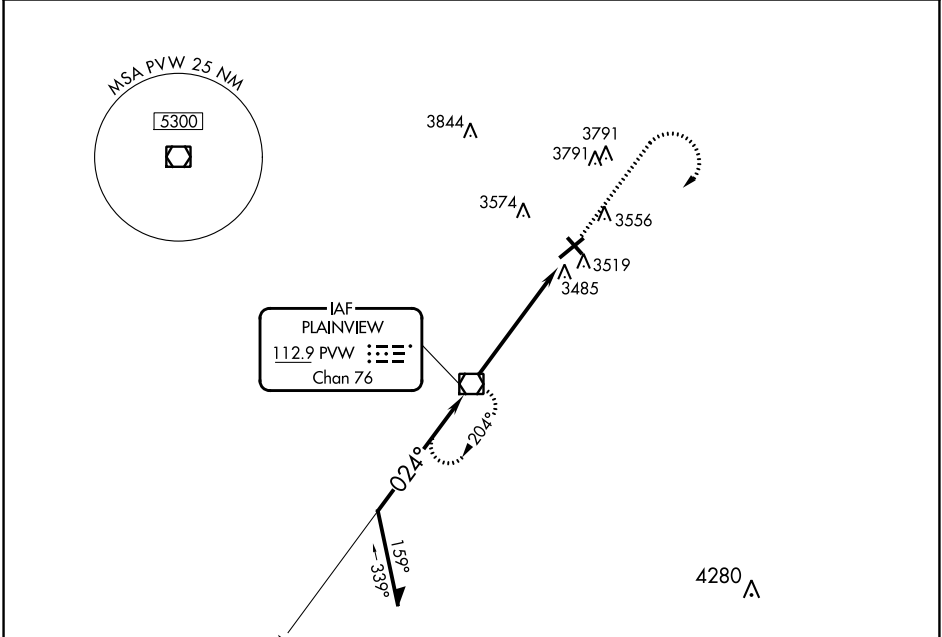 MSA PVW 25 NM
5300
3844
3791
3791
3574
3556
3519
3485
IAF
PLAINVIEW
112.9 PVW
Chan 76
204°
024°
159°
339°
4280